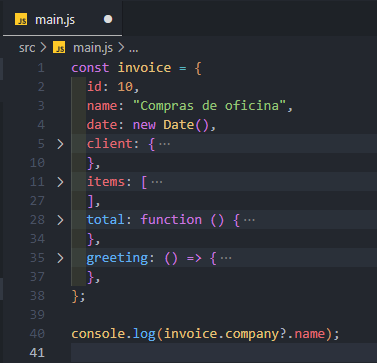 JS main.js
src > JS main.js > ...
1 const invoice = {
2 id: 10,
3 name: "Compras de oficina",
4 date: new Date(),
5 > client: { ...
10 },
11 > items: [ ...
27 ],
28 > total: function () { ...
34 },
35 > greeting: () => { ...
37 },
38 };
39
40 console.log(invoice.company?.name);
41